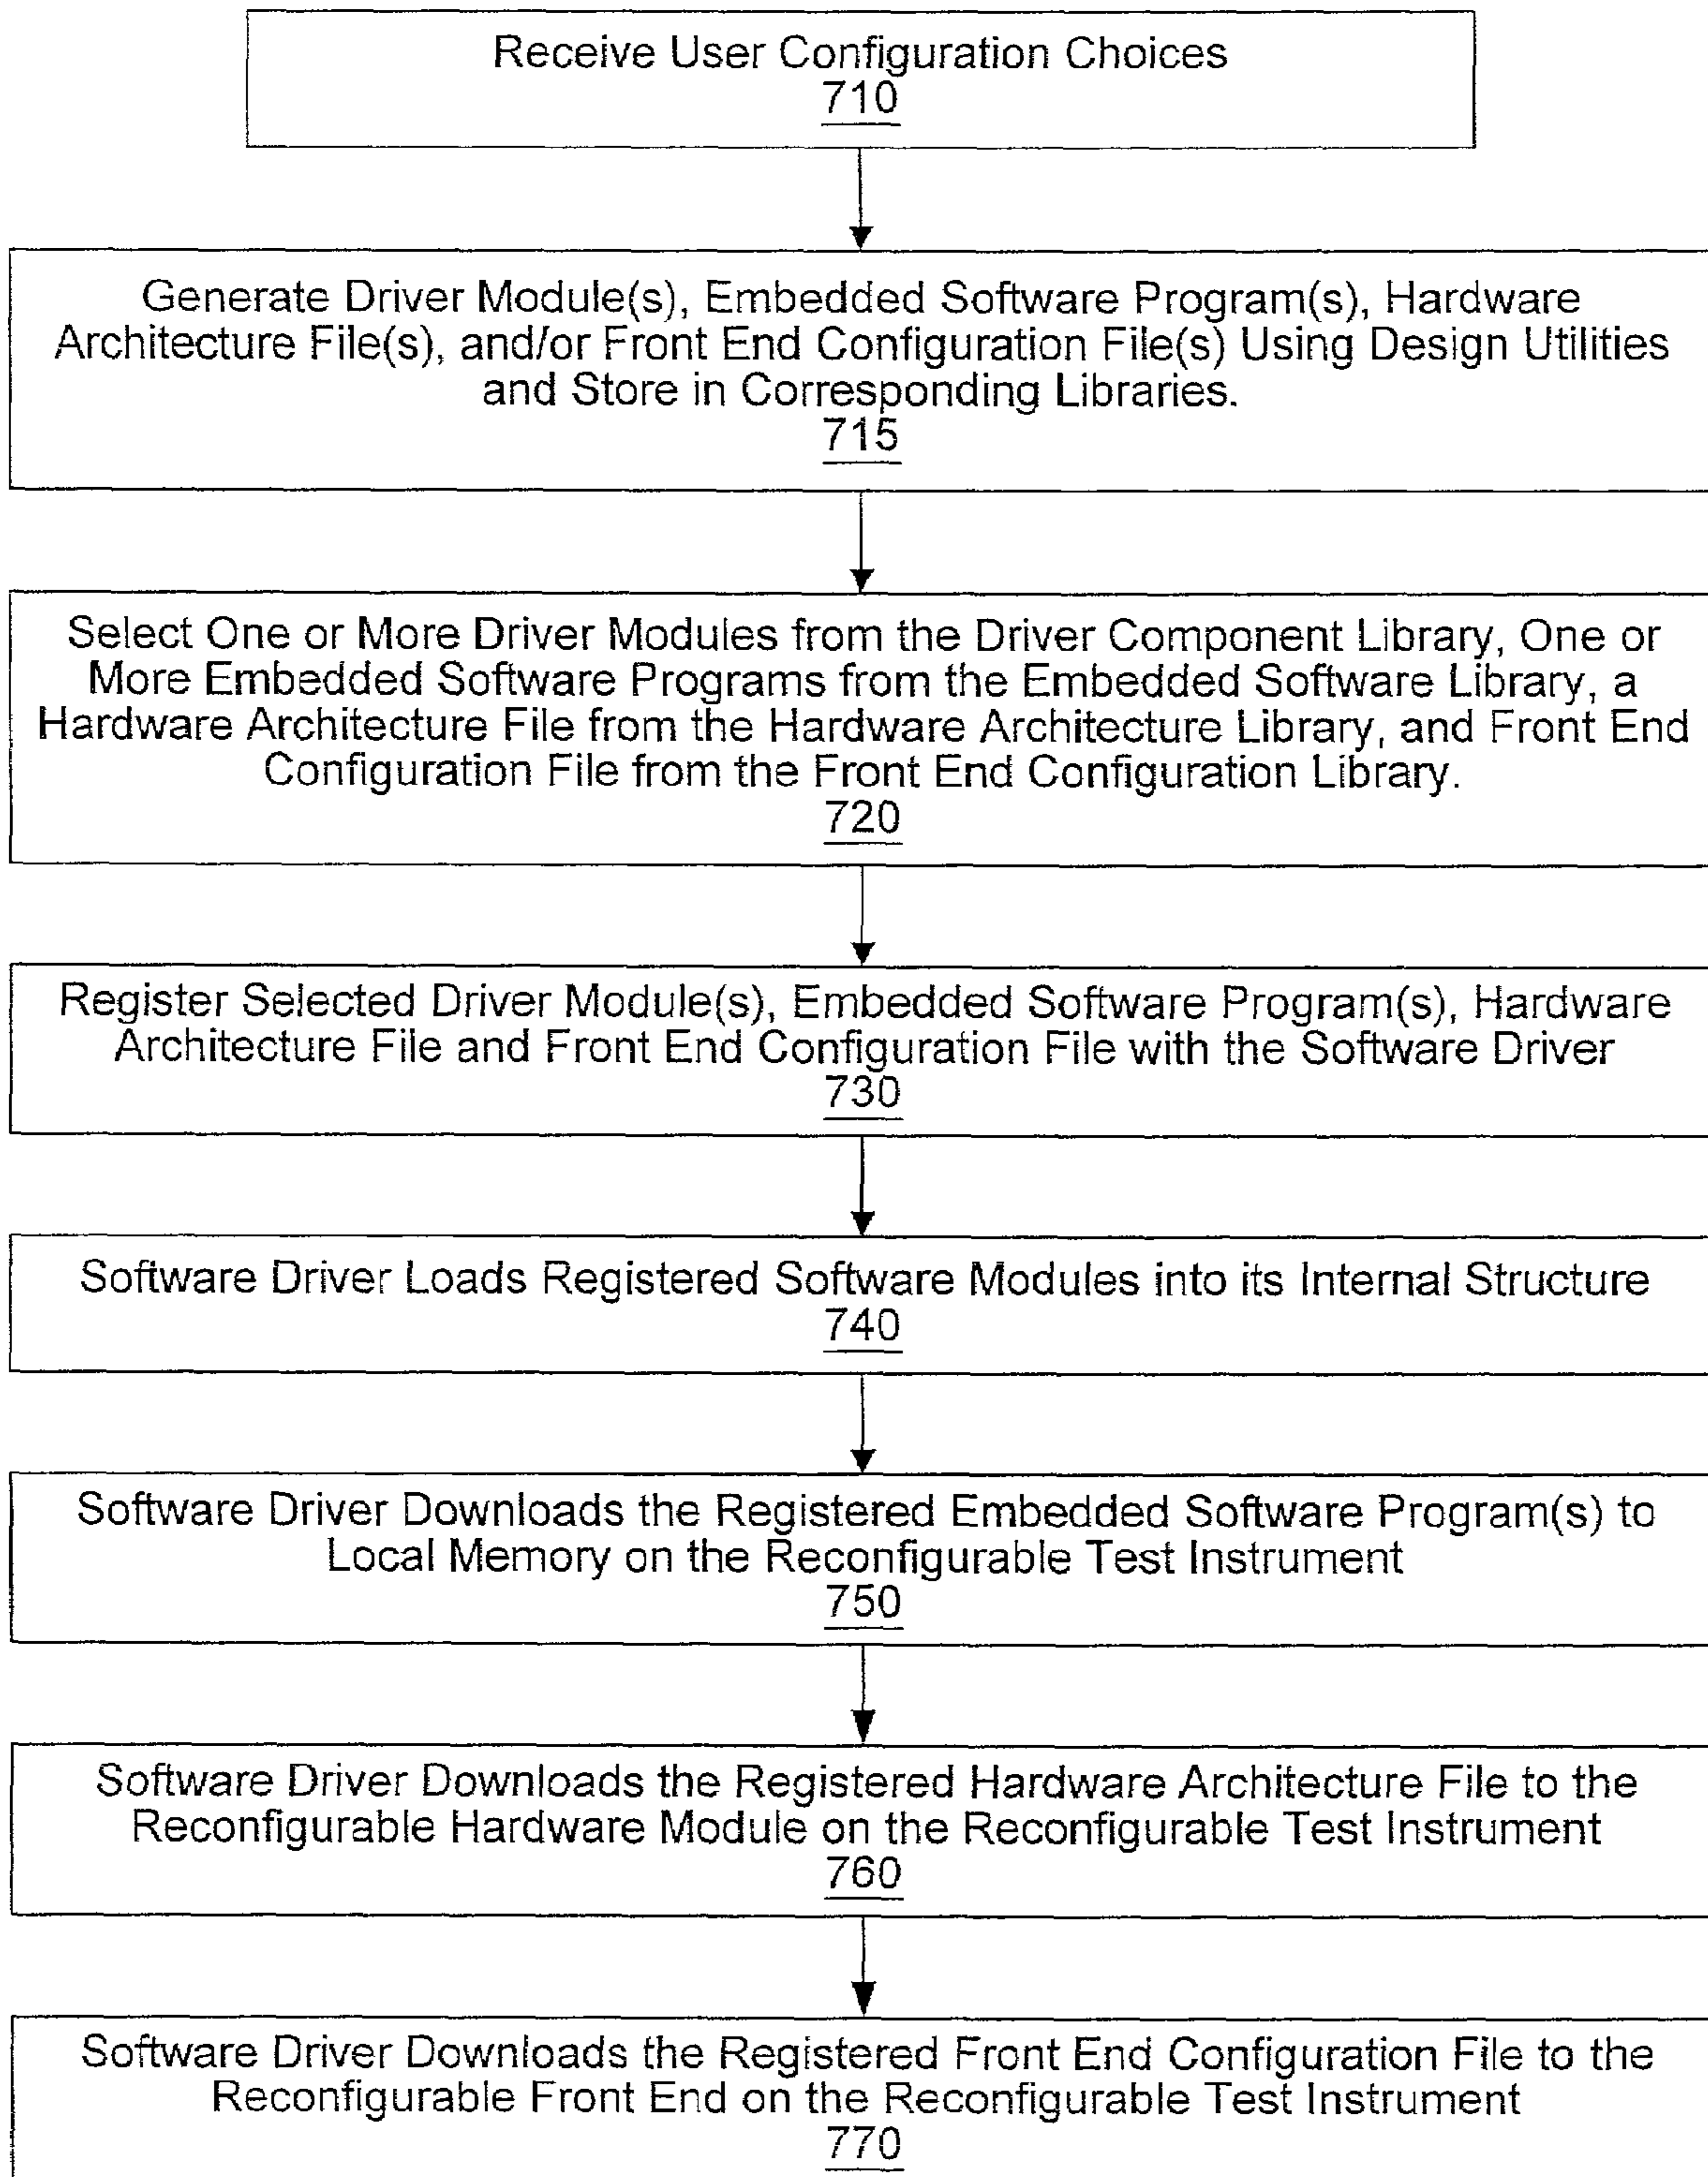 Receive User Configuration Choices
710
Generate Driver Module(s), Embedded Software Program(s), Hardware
Architecture File(s), and/or Front End Configuration File(s) Using Design Utilities
and Store in Corresponding Libraries.
715
Select One or More Driver Modules from the Driver Component Library, One or
More Embedded Software Programs from the Embedded Software Library, a
Hardware Architecture File from the Hardware Architecture Library, and Front End
Configuration File from the Front End Configuration Library.
720
Register Selected Driver Module(s), Embedded Software Program(s), Hardware
Architecture File and Front End Configuration File with the Software Driver
730
Software Driver Loads Registered Software Modules into its Internal Structure
740
Software Driver Downloads the Registered Embedded Software Program(s) to
Local Memory on the Reconfigurable Test Instrument
750
Software Driver Downloads the Registered Hardware Architecture File to the
Reconfigurable Hardware Module on the Reconfigurable Test Instrument
760
Software Driver Downloads the Registered Front End Configuration File to the
Reconfigurable Front End on the Reconfigurable Test Instrument
770